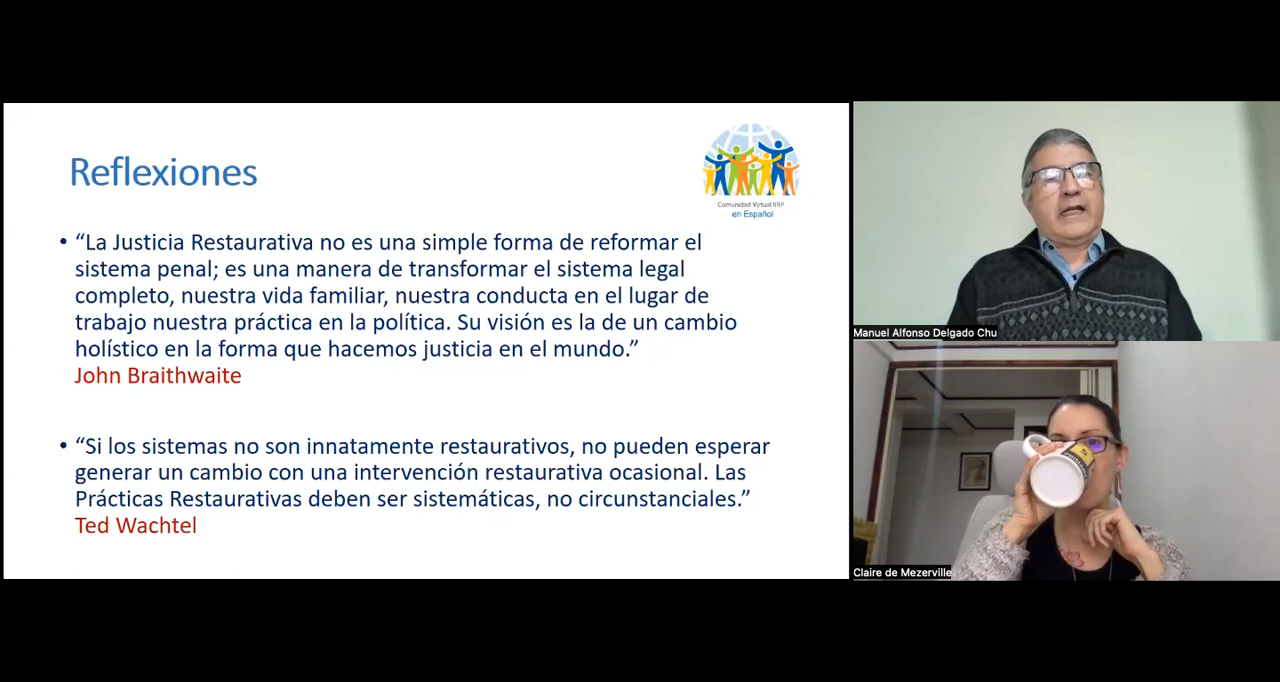 Reflexiones
Comunidad Virtual IIRP
en Español
• “La Justicia Restaurativa no es una simple forma de reformar el
sistema penal; es una manera de transformar el sistema legal
completo, nuestra vida familiar, nuestra conducta en el lugar de
trabajo nuestra práctica en la política. Su visión es la de un cambio
holístico en la forma que hacemos justicia en el mundo.”
John Braithwaite
• “Si los sistemas no son innatamente restaurativos, no pueden esperar
generar un cambio con una intervención restaurativa ocasional. Las
Prácticas Restaurativas deben ser sistemáticas, no circunstanciales.”
Ted Wachtel
Manuel Alfonso Delgado Chu
Claire de Mezerville